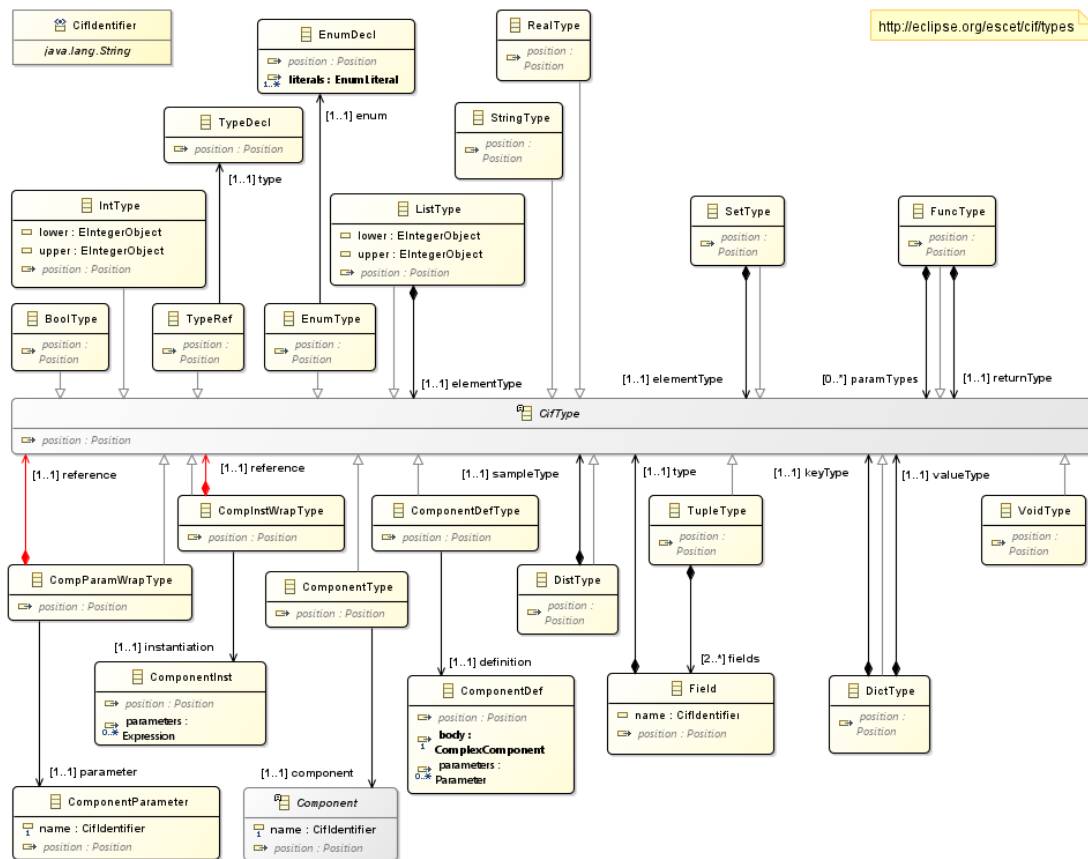 CifIdentifier
java.lang.String
EnumDecl
position : Position
1..*
literals : EnumLiteral
RealType
position :
Position
http://eclipse.org/escet/cif/types
[1..1] enum
TypeDecl
position : Position
StringType
position :
Position
[1..1] type
IntType
lower : EIntegerObject
upper : EIntegerObject
position : Position
ListType
lower : EIntegerObject
upper : EIntegerObject
position : Position
SetType
position :
Position
FuncType
position :
Position
BoolType
position :
Position
TypeRef
position :
Position
EnumType
position :
Position
[1..1] elementType
[1..1] elementType
[0..*] paramTypes
[1..1] returnType
CifType
position : Position
[1..1] reference
[1..1] reference
[1..1] sampleType
[1..1] type
[1..1] keyType
[1..1] valueType
CompInstWrapType
position : Position
ComponentDefType
position : Position
TupleType
position :
Position
VoidType
position :
Position
CompParamWrapType
position : Position
ComponentType
position : Position
DistType
position :
Position
[1..1] instantiation
[1..1] definition
[2..*] fields
ComponentInst
position : Position
parameters :
0..*
Expression
ComponentDef
position : Position
body :
1
ComplexComponent
parameters :
0..*
Parameter
Field
name : CifIdentifier
position : Position
DictType
position :
Position
[1..1] parameter
[1..1] component
ComponentParameter
name : CifIdentifier
1
position : Position
Component
name : CifIdentifier
1
position : Position